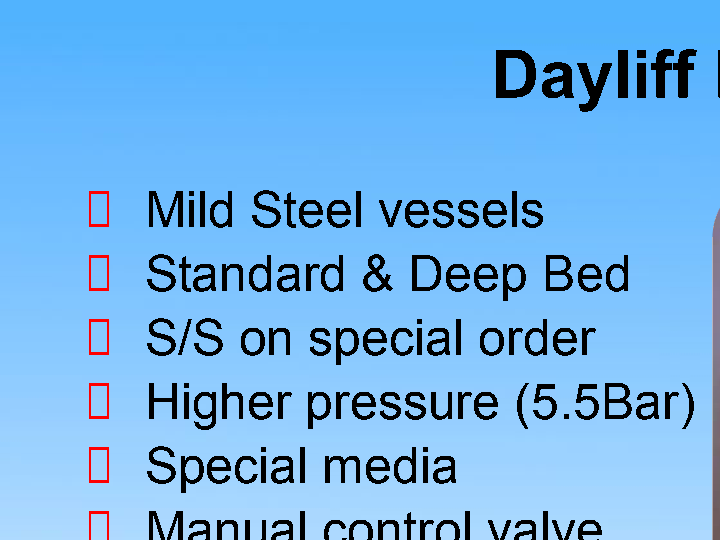 Dayliff
Mild Steel vessels
Standard & Deep Bed
S/S on special order
Higher pressure (5.5Bar)
Special media
Manual control valve